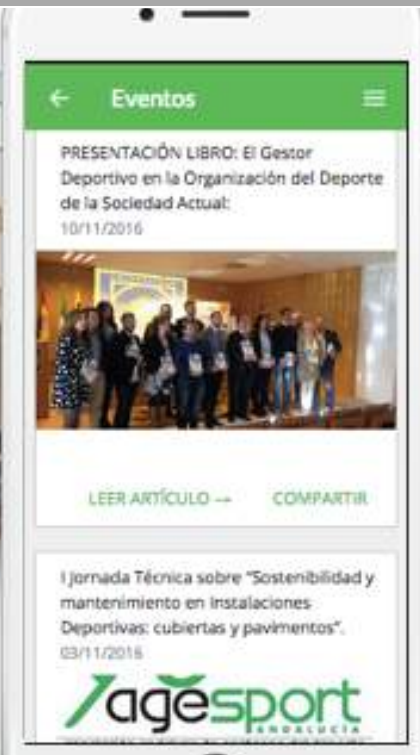 ← Eventos
PRESENTACIÓN LIBRO: El Gestor
Deportivo en la Organización del Deporte
de la Sociedad Actual:
10/11/2016
LEER ARTÍCULO →
COMPARTIR
I Jornada Técnica sobre "Sostenibilidad y
mantenimiento en Instalaciones
Deportivas: cubiertas y pavimentos".
03/11/2016
agesport
ANDALUCÍA